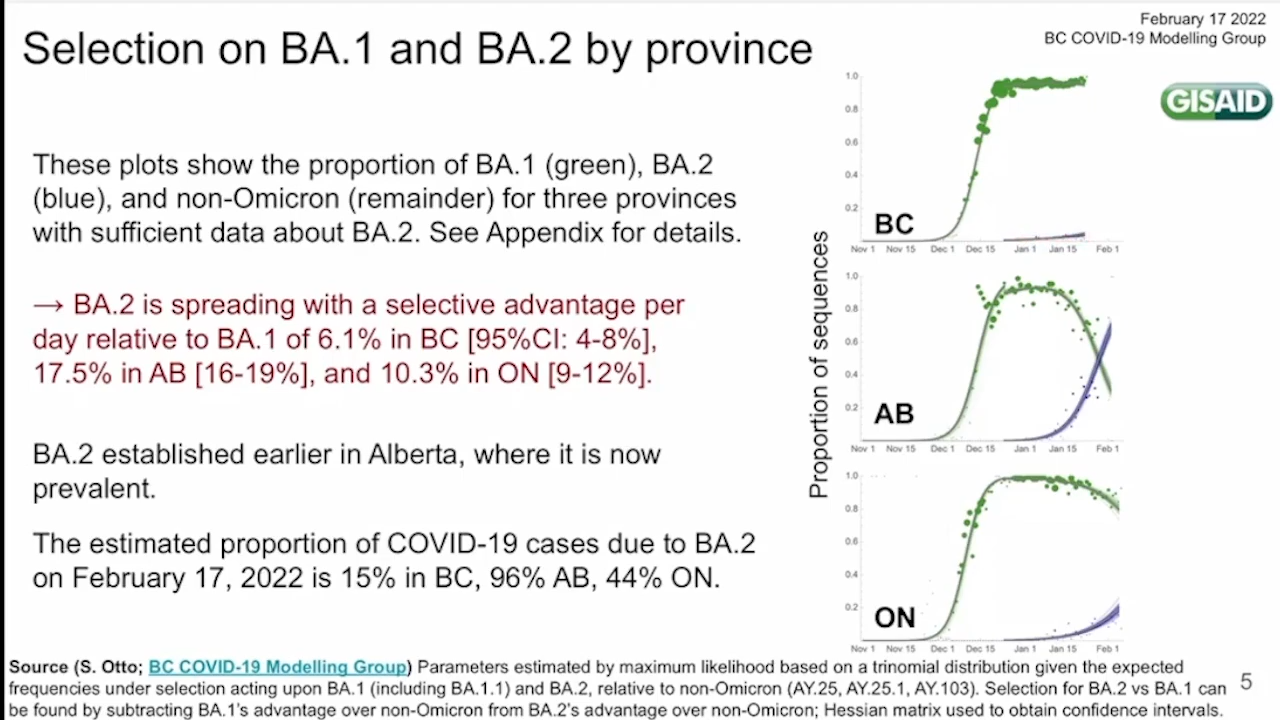 February 17 2022
BC COVID-19 Modelling Group
Selection on BA.1 and BA.2 by province
GISAID
These plots show the proportion of BA.1 (green), BA.2
(blue), and non-Omicron (remainder) for three provinces
with sufficient data about BA.2. See Appendix for details.
→ BA.2 is spreading with a selective advantage per
day relative to BA.1 of 6.1% in BC [95%CI: 4-8%],
17.5% in AB [16-19%], and 10.3% in ON [9-12%].
BA.2 established earlier in Alberta, where it is now
prevalent.
The estimated proportion of COVID-19 cases due to BA.2
on February 17, 2022 is 15% in BC, 96% AB, 44% ON.
Proportion of sequences
1.0
0.8
0.6
0.4
0.2
BC
Nov 1 Nov 15 Dec 1 Dec 15 Jan 1 Jan 15 Feb 1
1.0
0.8
0.6
0.4
0.2
AB
Nov 1 Nov 15 Dec 1 Dec 15 Jan 1 Jan 15 Feb 1
1.0
0.8
0.6
0.4
0.2
ON
Nov 1 Nov 15 Dec 1 Dec 15 Jan 1 Jan 15 Feb 1
Source (S. Otto; BC COVID-19 Modelling Group) Parameters estimated by maximum likelihood based on a trinomial distribution given the expected
frequencies under selection acting upon BA.1 (including BA.1.1) and BA.2, relative to non-Omicron (AY.25, AY.25.1, AY.103). Selection for BA.2 vs BA.1 can
be found by subtracting BA.1's advantage over non-Omicron from BA.2's advantage over non-Omicron; Hessian matrix used to obtain confidence intervals.
5